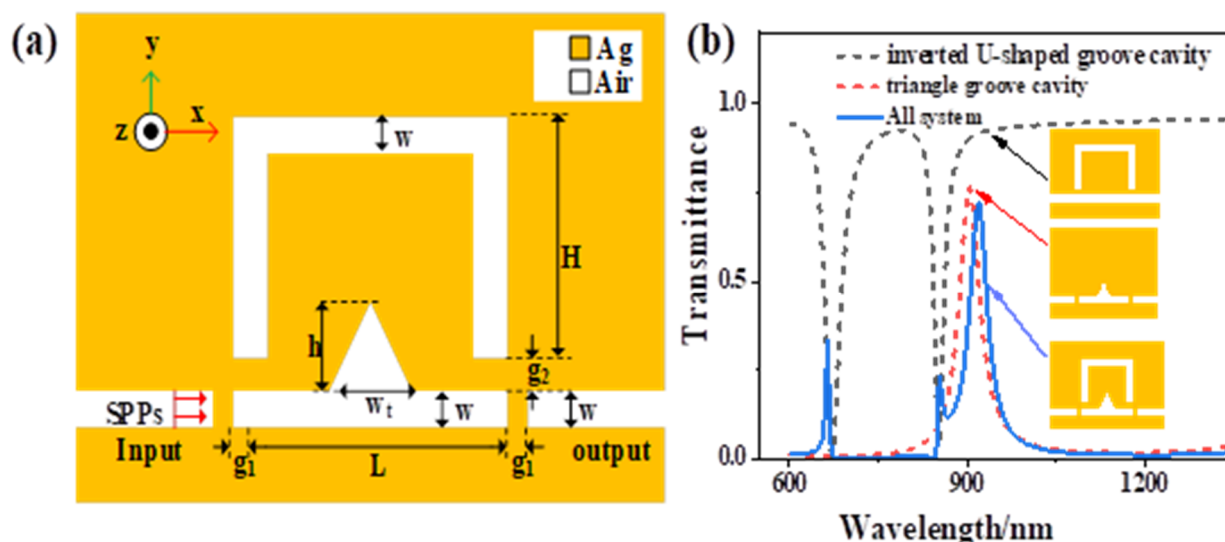 (a)
y
x
z
Ag
Air
w
H
h
g2
wt
w
w
SPPs
Input
g1
L
g1
output
(b)
inverted U-shaped groove cavity
triangle groove cavity
All system
1.0
0.5
0.0
Transmittance
600
900
1200
Wavelength/nm